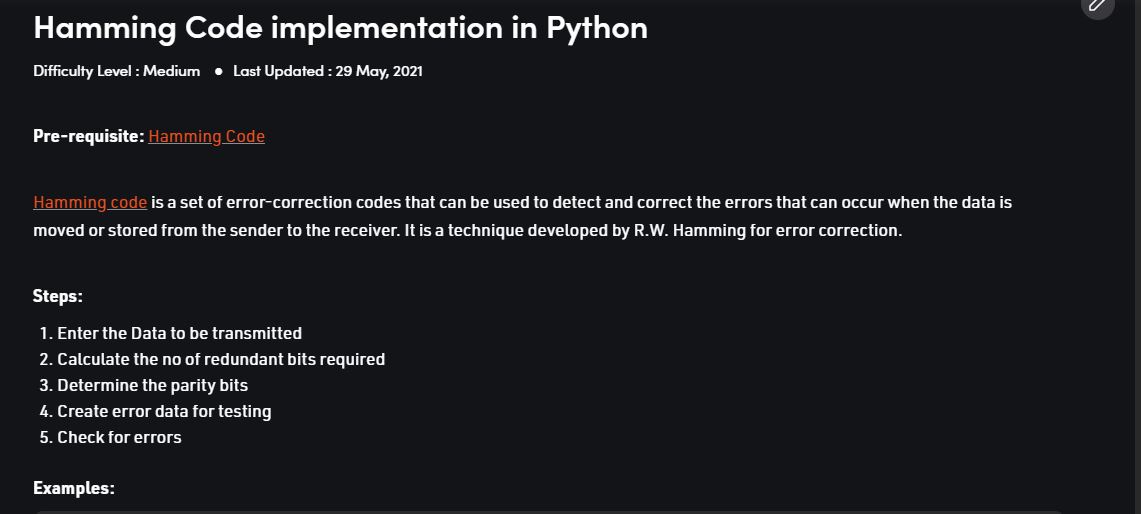 Hamming Code implementation in Python
Difficulty Level : Medium ● Last Updated : 29 May, 2021
Pre-requisite: Hamming Code
Hamming code is a set of error-correction codes that can be used to detect and correct the errors that can occur when the data is
moved or stored from the sender to the receiver. It is a technique developed by R.W. Hamming for error correction.
Steps:
1. Enter the Data to be transmitted
2. Calculate the no of redundant bits required
3. Determine the parity bits
4. Create error data for testing
5. Check for errors
Examples: